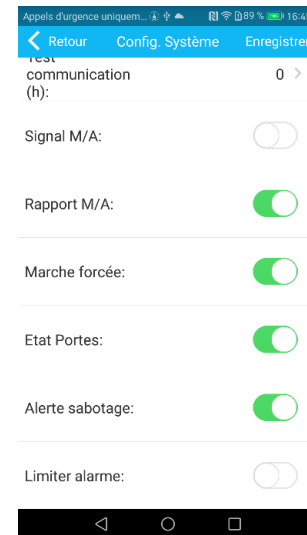 Appels d'urgence uniquem... 89 % 16:4
Retour Config. Système Enregistrer
Test
communication
(h): 0
Signal M/A:
Rapport M/A:
Marche forcée:
Etat Portes:
Alerte sabotage:
Limiter alarme: